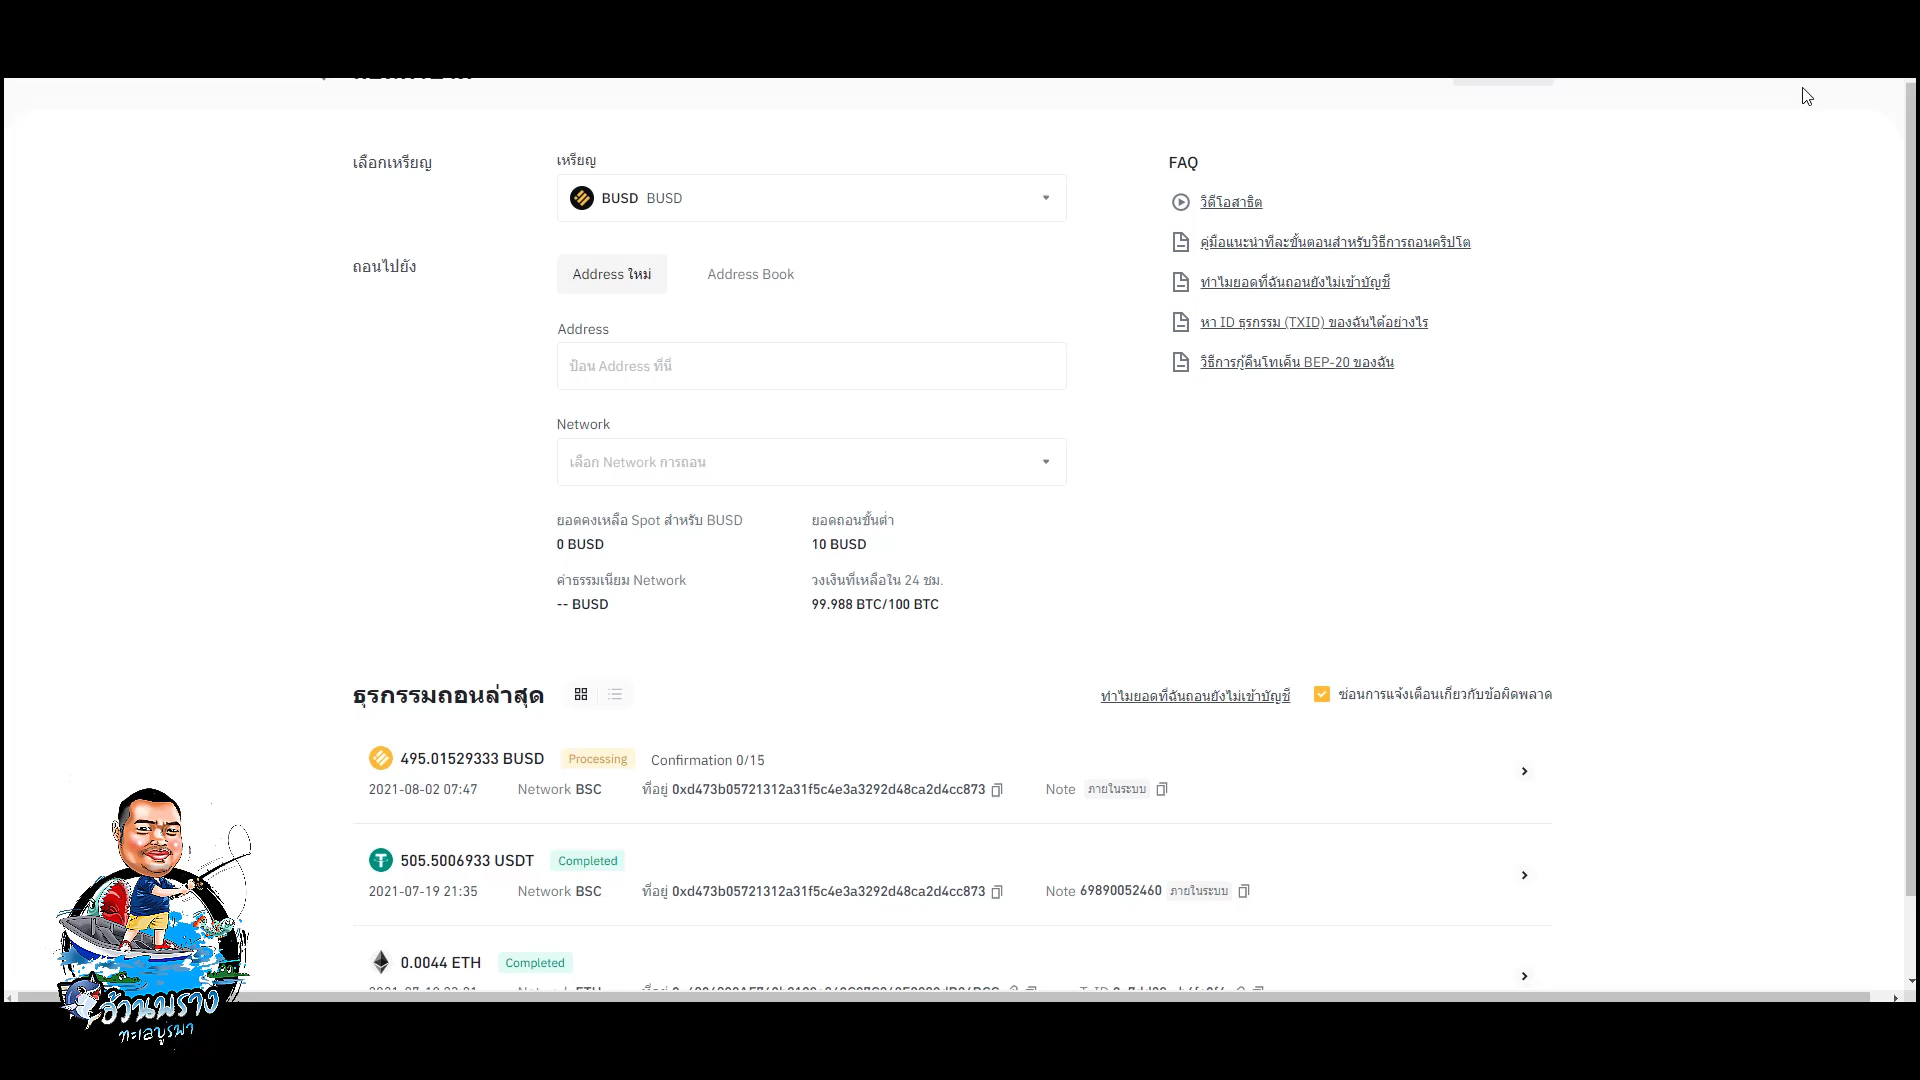 เลือกเหรียญ
เหรียญ
BUSD BUSD
ถอนไปยัง
Address ใหม่
Address Book
Address
ป้อน Address ที่นี่
Network
เลือก Network การถอน
ยอดคงเหลือ Spot สำหรับ BUSD
0 BUSD
ยอดถอนขั้นต่ำ
10 BUSD
ค่าธรรมเนียม Network
-- BUSD
วงเงินที่เหลือใน 24 ชม.
99.988 BTC/100 BTC
FAQ
วิดีโอสาธิต
คู่มือแนะนำทีละขั้นตอนสำหรับวิธีการถอนคริปโต
ทำไมยอดที่ฉันถอนยังไม่เข้าบัญชี
หา ID ธุรกรรม (TXID) ของฉันได้อย่างไร
วิธีการกู้คืนโทเค็น BEP-20 ของฉัน
ธุรกรรมถอนล่าสุด
ทำไมยอดที่ฉันถอนยังไม่เข้าบัญชี
ซ่อนการแจ้งเตือนเกี่ยวกับข้อผิดพลาด
495.01529333 BUSD Processing Confirmation 0/15
2021-08-02 07:47 Network BSC ที่อยู่ 0xd473b05721312a31f5c4e3a3292d48ca2d4cc873 Note ภายในระบบ
505.5006933 USDT Completed
2021-07-19 21:35 Network BSC ที่อยู่ 0xd473b05721312a31f5c4e3a3292d48ca2d4cc873 Note 69890052460 ภายในระบบ
0.0044 ETH Completed
อ้วนพราง
ทะเลบูรพา